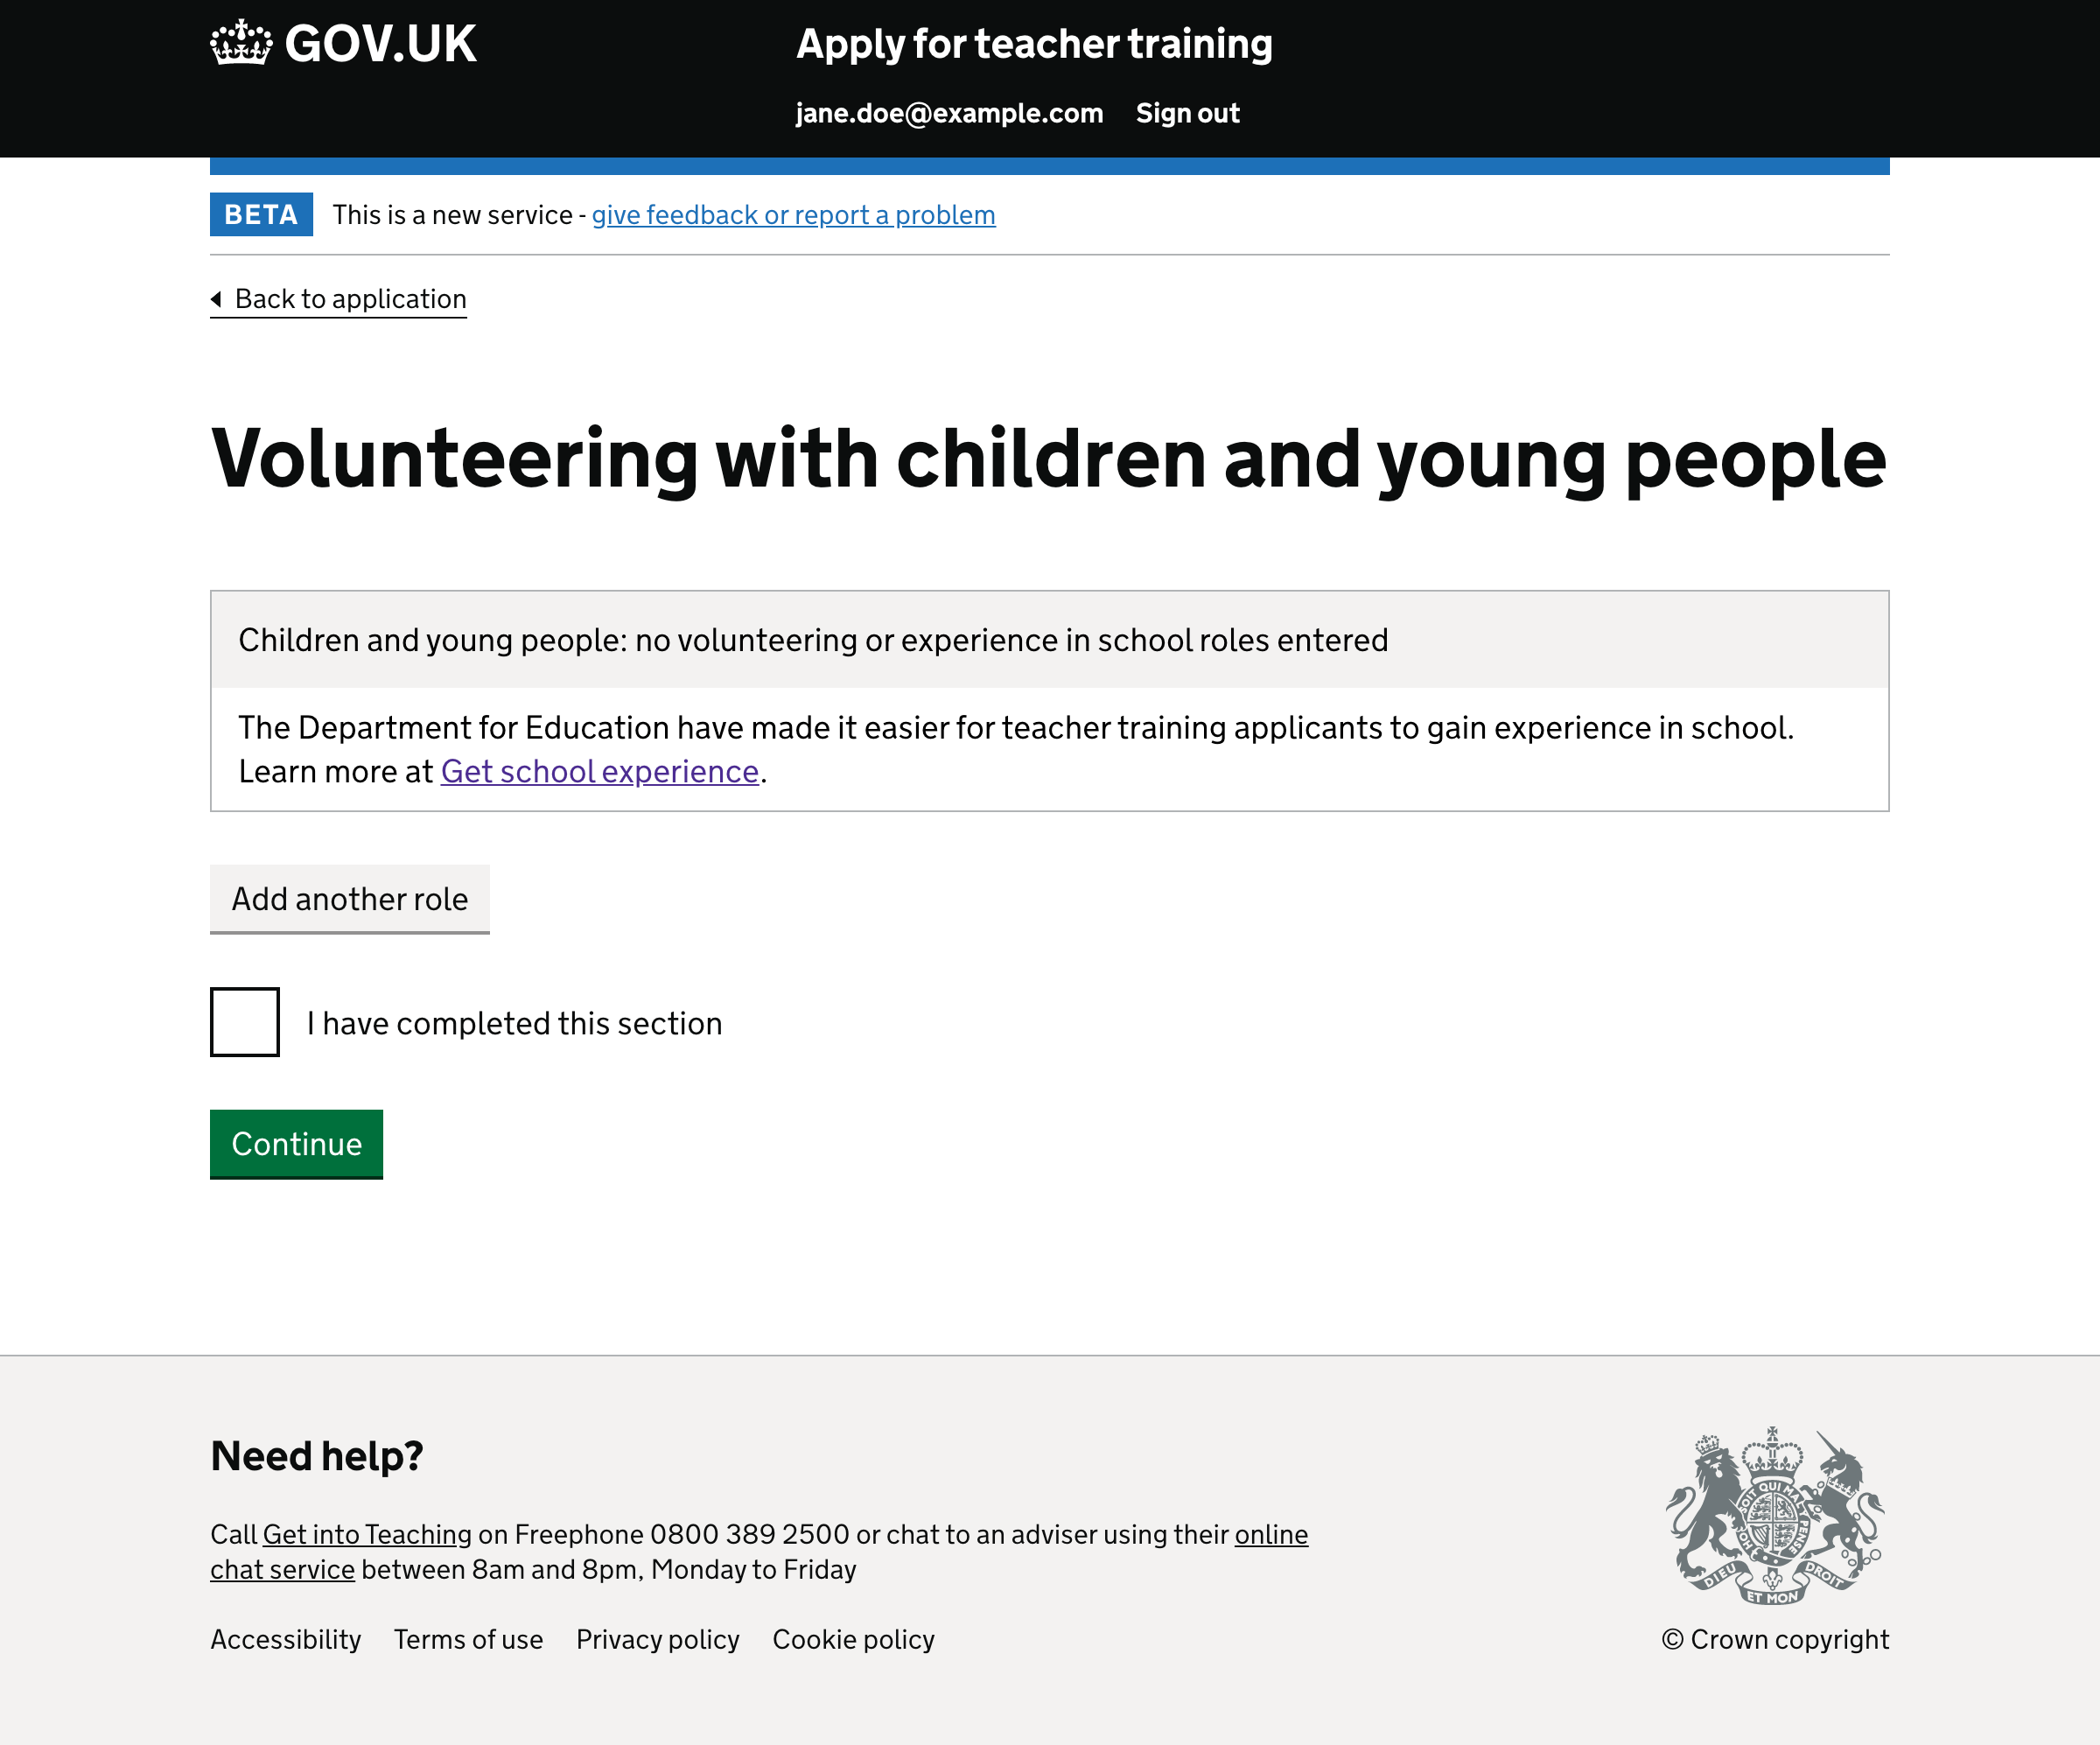 GOV.UK
Apply for teacher training
jane.doe@example.com Sign out
BETA This is a new service - give feedback or report a problem
Back to application
Volunteering with children and young people
Children and young people: no volunteering or experience in school roles entered
The Department for Education have made it easier for teacher training applicants to gain experience in school.
Learn more at Get school experience.
Add another role
I have completed this section
Continue
Need help?
Call Get into Teaching on Freephone 0800 389 2500 or chat to an adviser using their online
chat service between 8am and 8pm, Monday to Friday
SOIT QUI MAL PENSE
HO
DIEU ET MON DROIT
Accessibility Terms of use Privacy policy Cookie policy
© Crown copyright